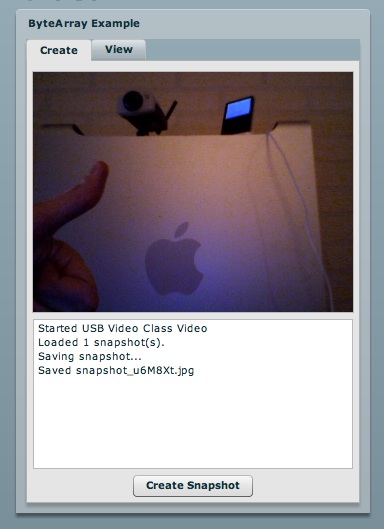 ByteArray Example
Create
View
Started USB Video Class Video
Loaded 1 snapshot(s).
Saving snapshot...
Saved snapshot_u6M8Xt.jpg
Create Snapshot